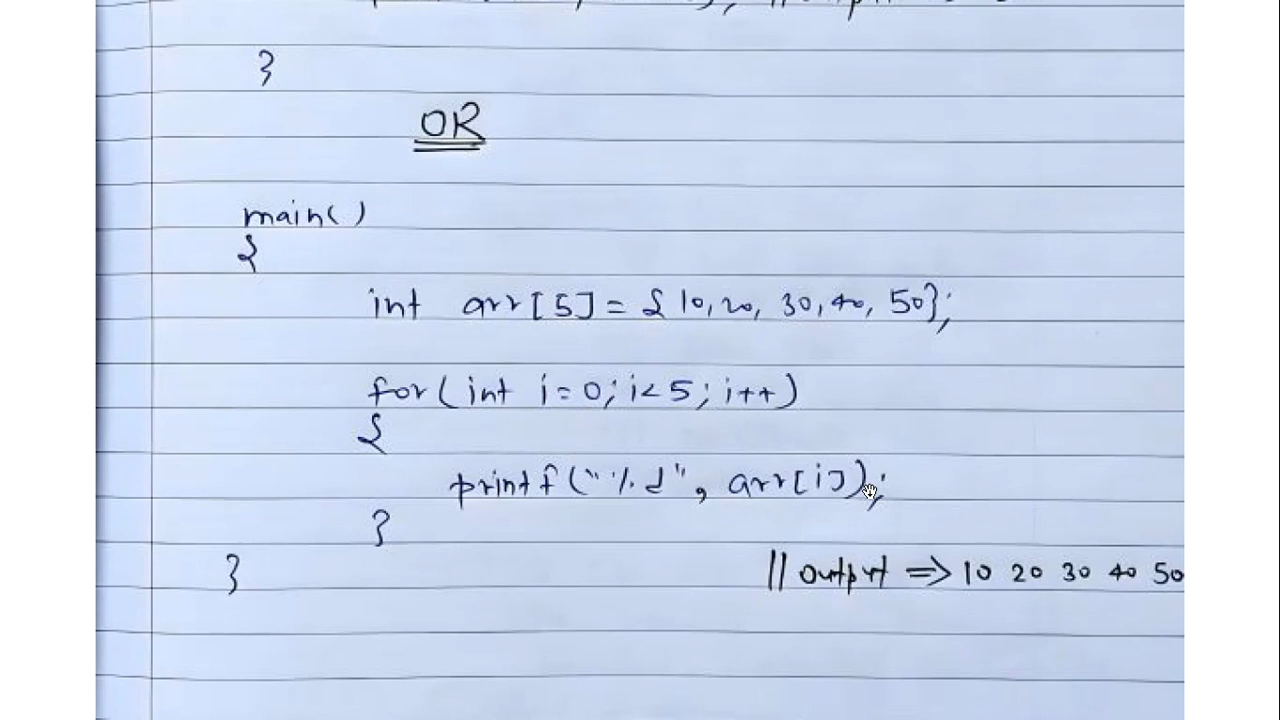 }
OR
main()
{
int arr[5] = {10, 20, 30, 40, 50};
for(int i=0; i<5; i++)
{
printf("%d", arr[i]);
}
}
// output => 10 20 30 40 50